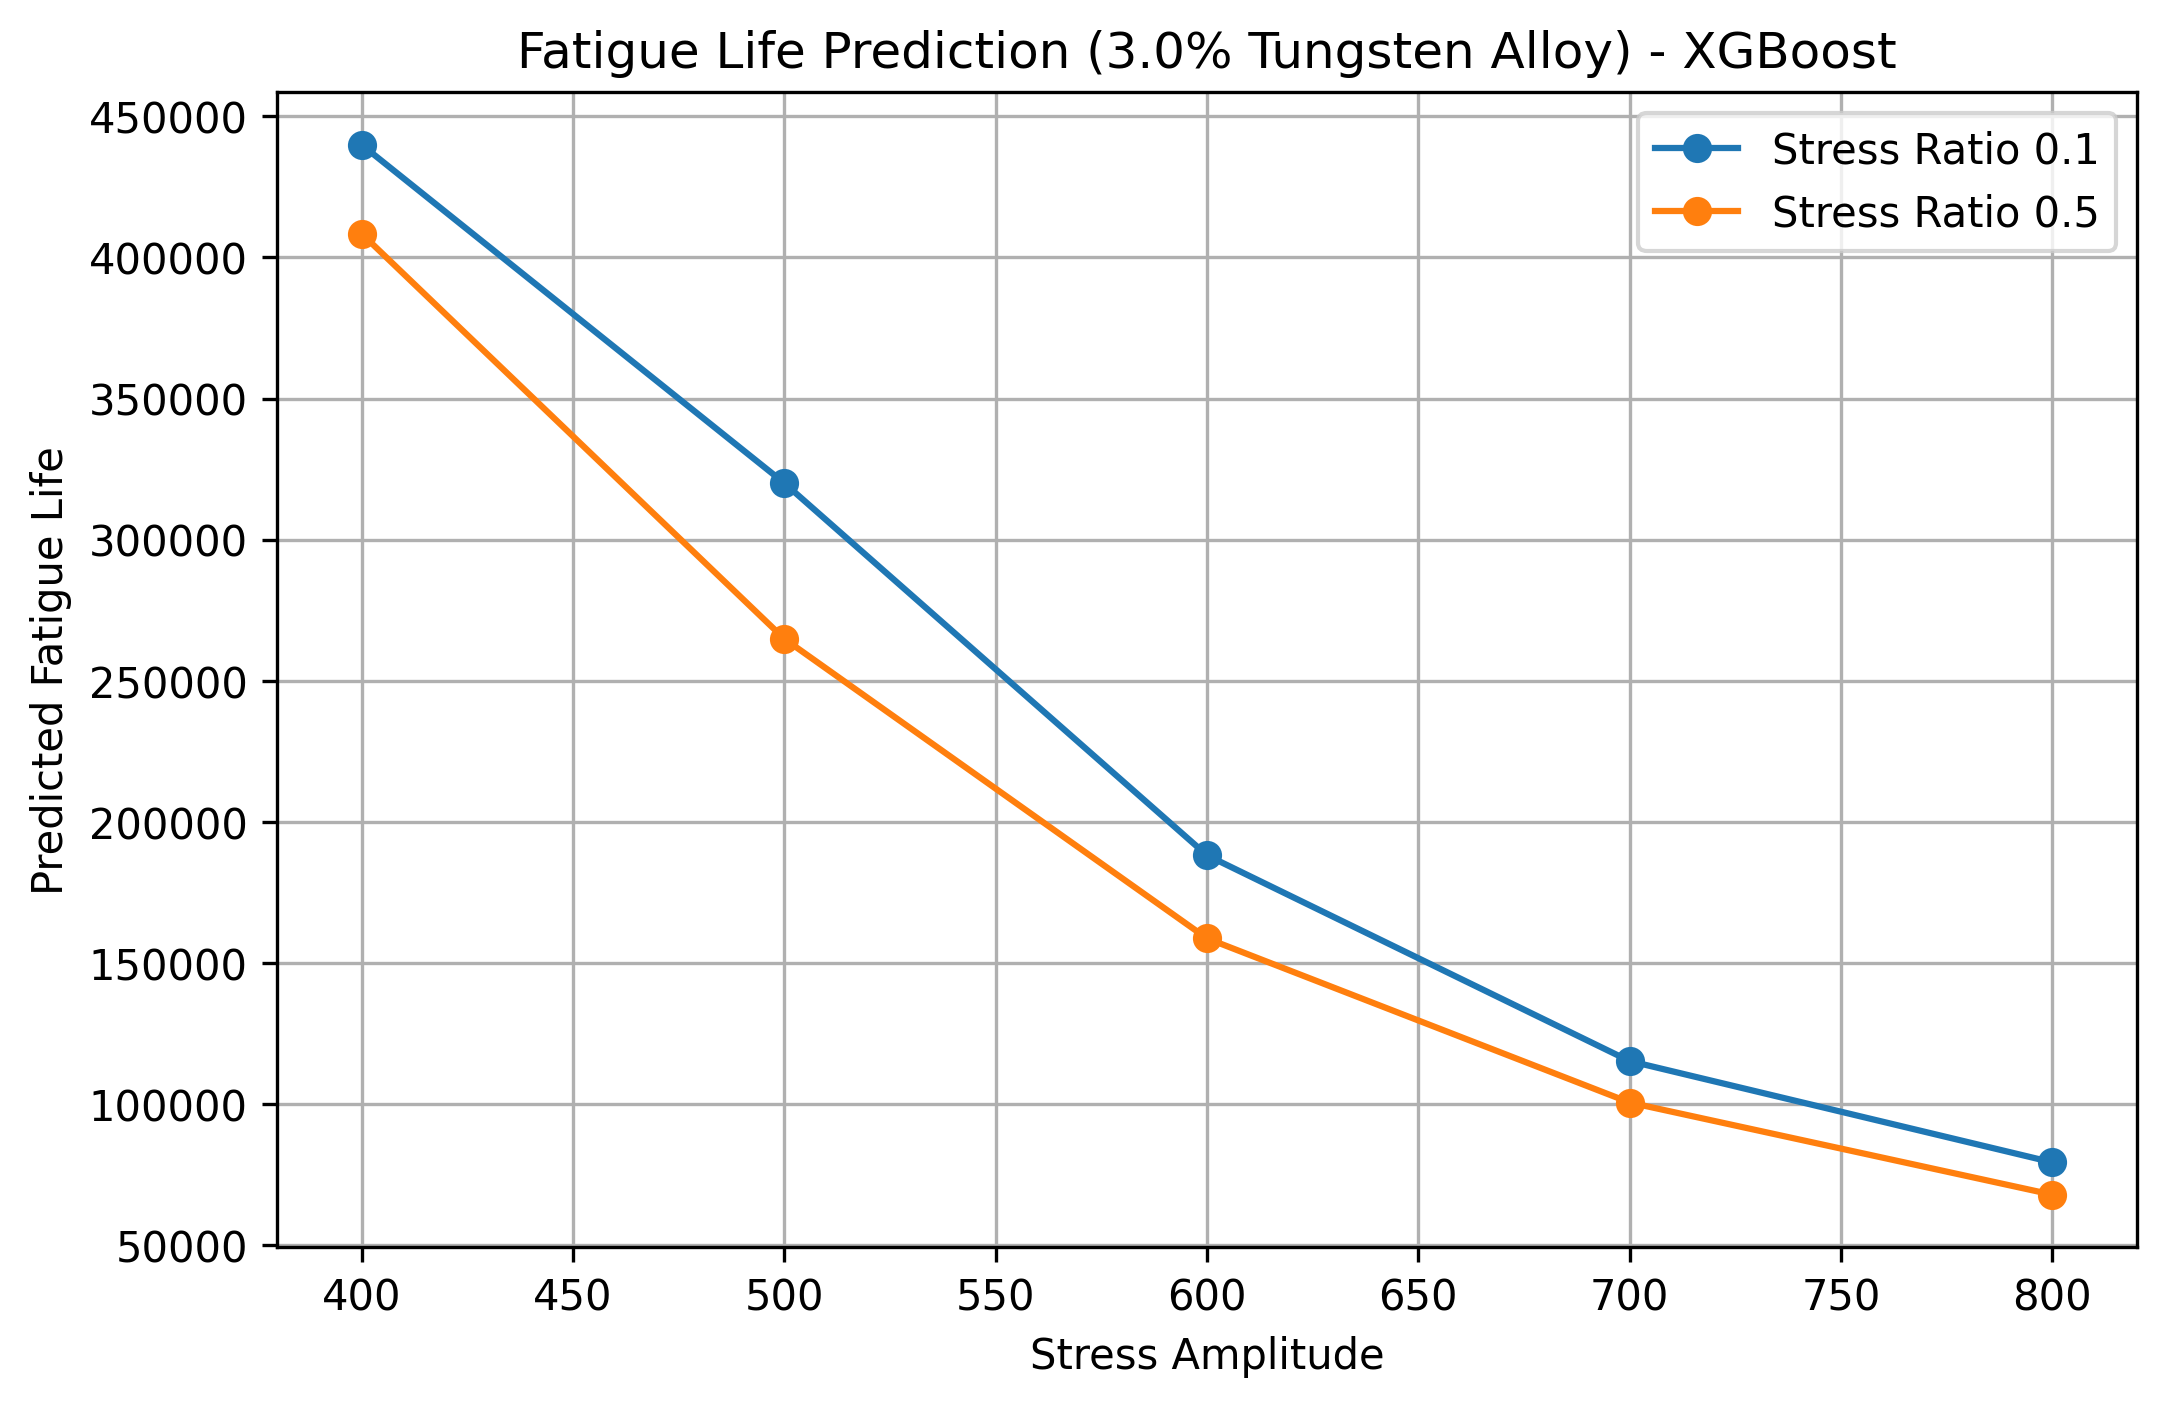 Fatigue Life Prediction (3.0% Tungsten Alloy) - XGBoost
Stress Ratio 0.1
Stress Ratio 0.5
Predicted Fatigue Life
450000
400000
350000
300000
250000
200000
150000
100000
50000
400 450 500 550 600 650 700 750 800
Stress Amplitude